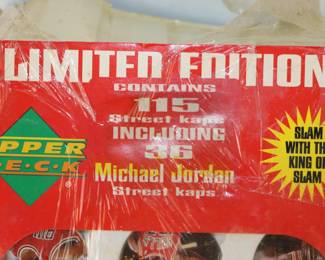 LIMITED EDITION
CONTAINS
115
Street kaps
INCLUDING
36
Michael Jordan
Street kaps
UPPER
D.E.C.K
SLAM
WITH THE
KING OF
SLAM